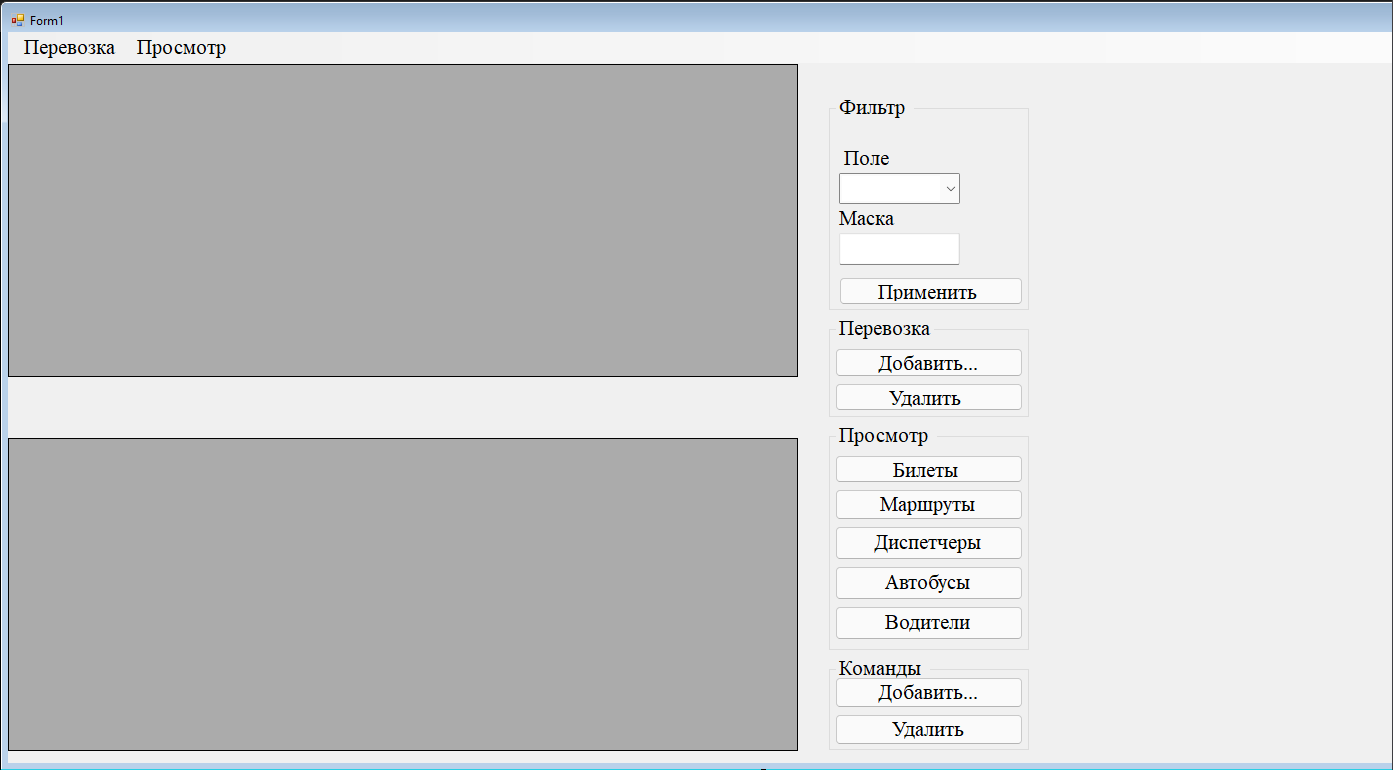 Form1
Перевозка Просмотр
Фильтр
Поле
Маска
Применить
Перевозка
Добавить...
Удалить
Просмотр
Билеты
Маршруты
Диспетчеры
Автобусы
Водители
Команды
Добавить...
Удалить